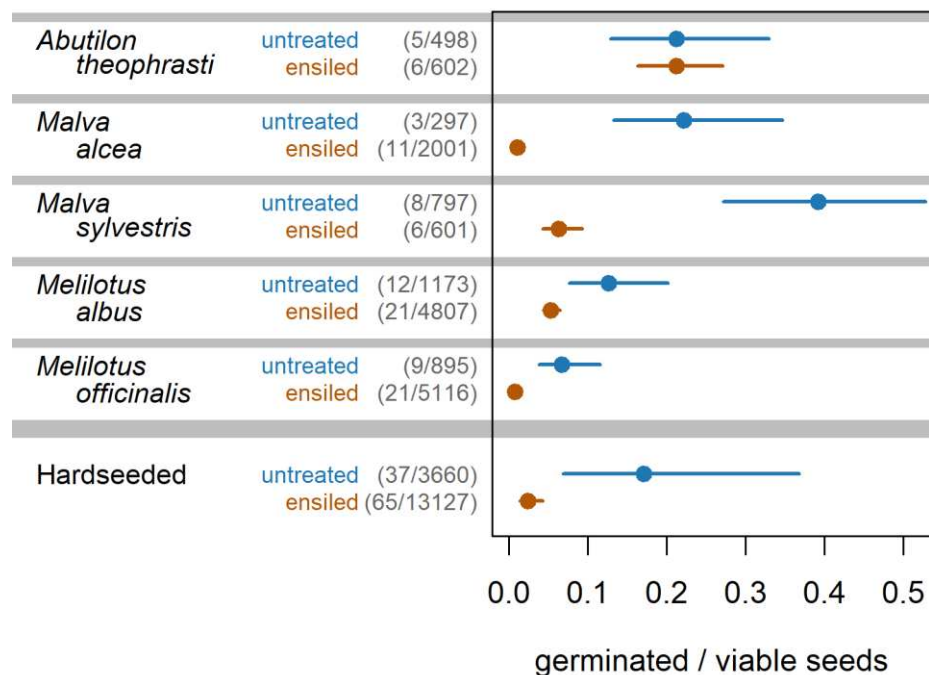 Abutilon untreated (5/498)
theophrasti ensiled (6/602)
Malva untreated (3/297)
alcea ensiled (11/2001)
Malva untreated (8/797)
sylvestris ensiled (6/601)
Melilotus untreated (12/1173)
albus ensiled (21/4807)
Melilotus untreated (9/895)
officinalis ensiled (21/5116)
Hardseeded untreated (37/3660)
ensiled (65/13127)
0.0 0.1 0.2 0.3 0.4 0.5
germinated / viable seeds